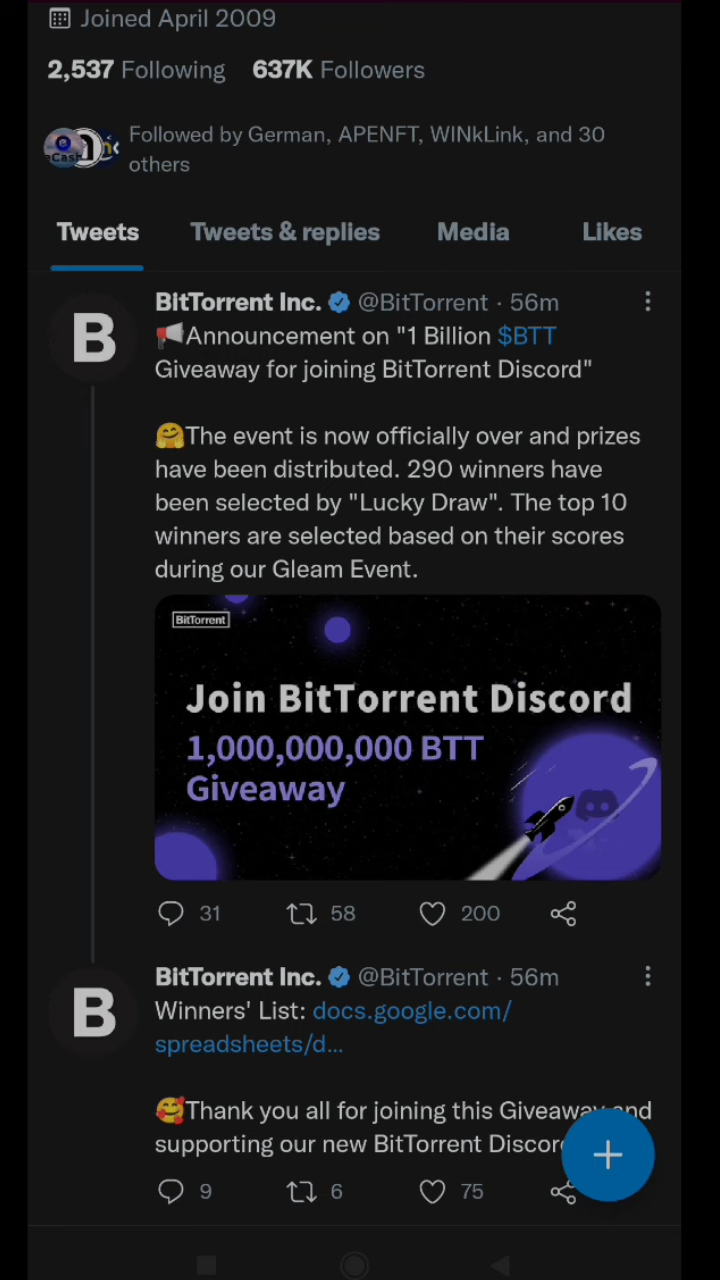 Joined April 2009
2,537 Following 637K Followers
Followed by German, APENFT, WINkLink, and 30
others
Tweets Tweets & replies Media Likes
BitTorrent Inc. @BitTorrent · 56m
B
📢Announcement on "1 Billion $BTT
Giveaway for joining BitTorrent Discord"
🤗The event is now officially over and prizes
have been distributed. 290 winners have
been selected by "Lucky Draw". The top 10
winners are selected based on their scores
during our Gleam Event.
BitTorrent
Join BitTorrent Discord
1,000,000,000 BTT
Giveaway
31 58 200
BitTorrent Inc. @BitTorrent · 56m
B
Winners' List: docs.google.com/
spreadsheets/d...
🥰Thank you all for joining this Giveaway and
supporting our new BitTorrent Discor
9 6 75